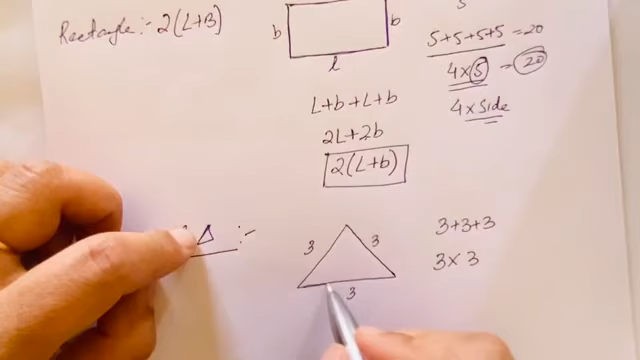 Rectangle:- 2(L+B)
b
b
l
5
5+5+5+5 = 20
4×5 = 20
4×side
L+b+L+b
2L+2b
2(L+b)
:-
3
3
3
3+3+3
3×3